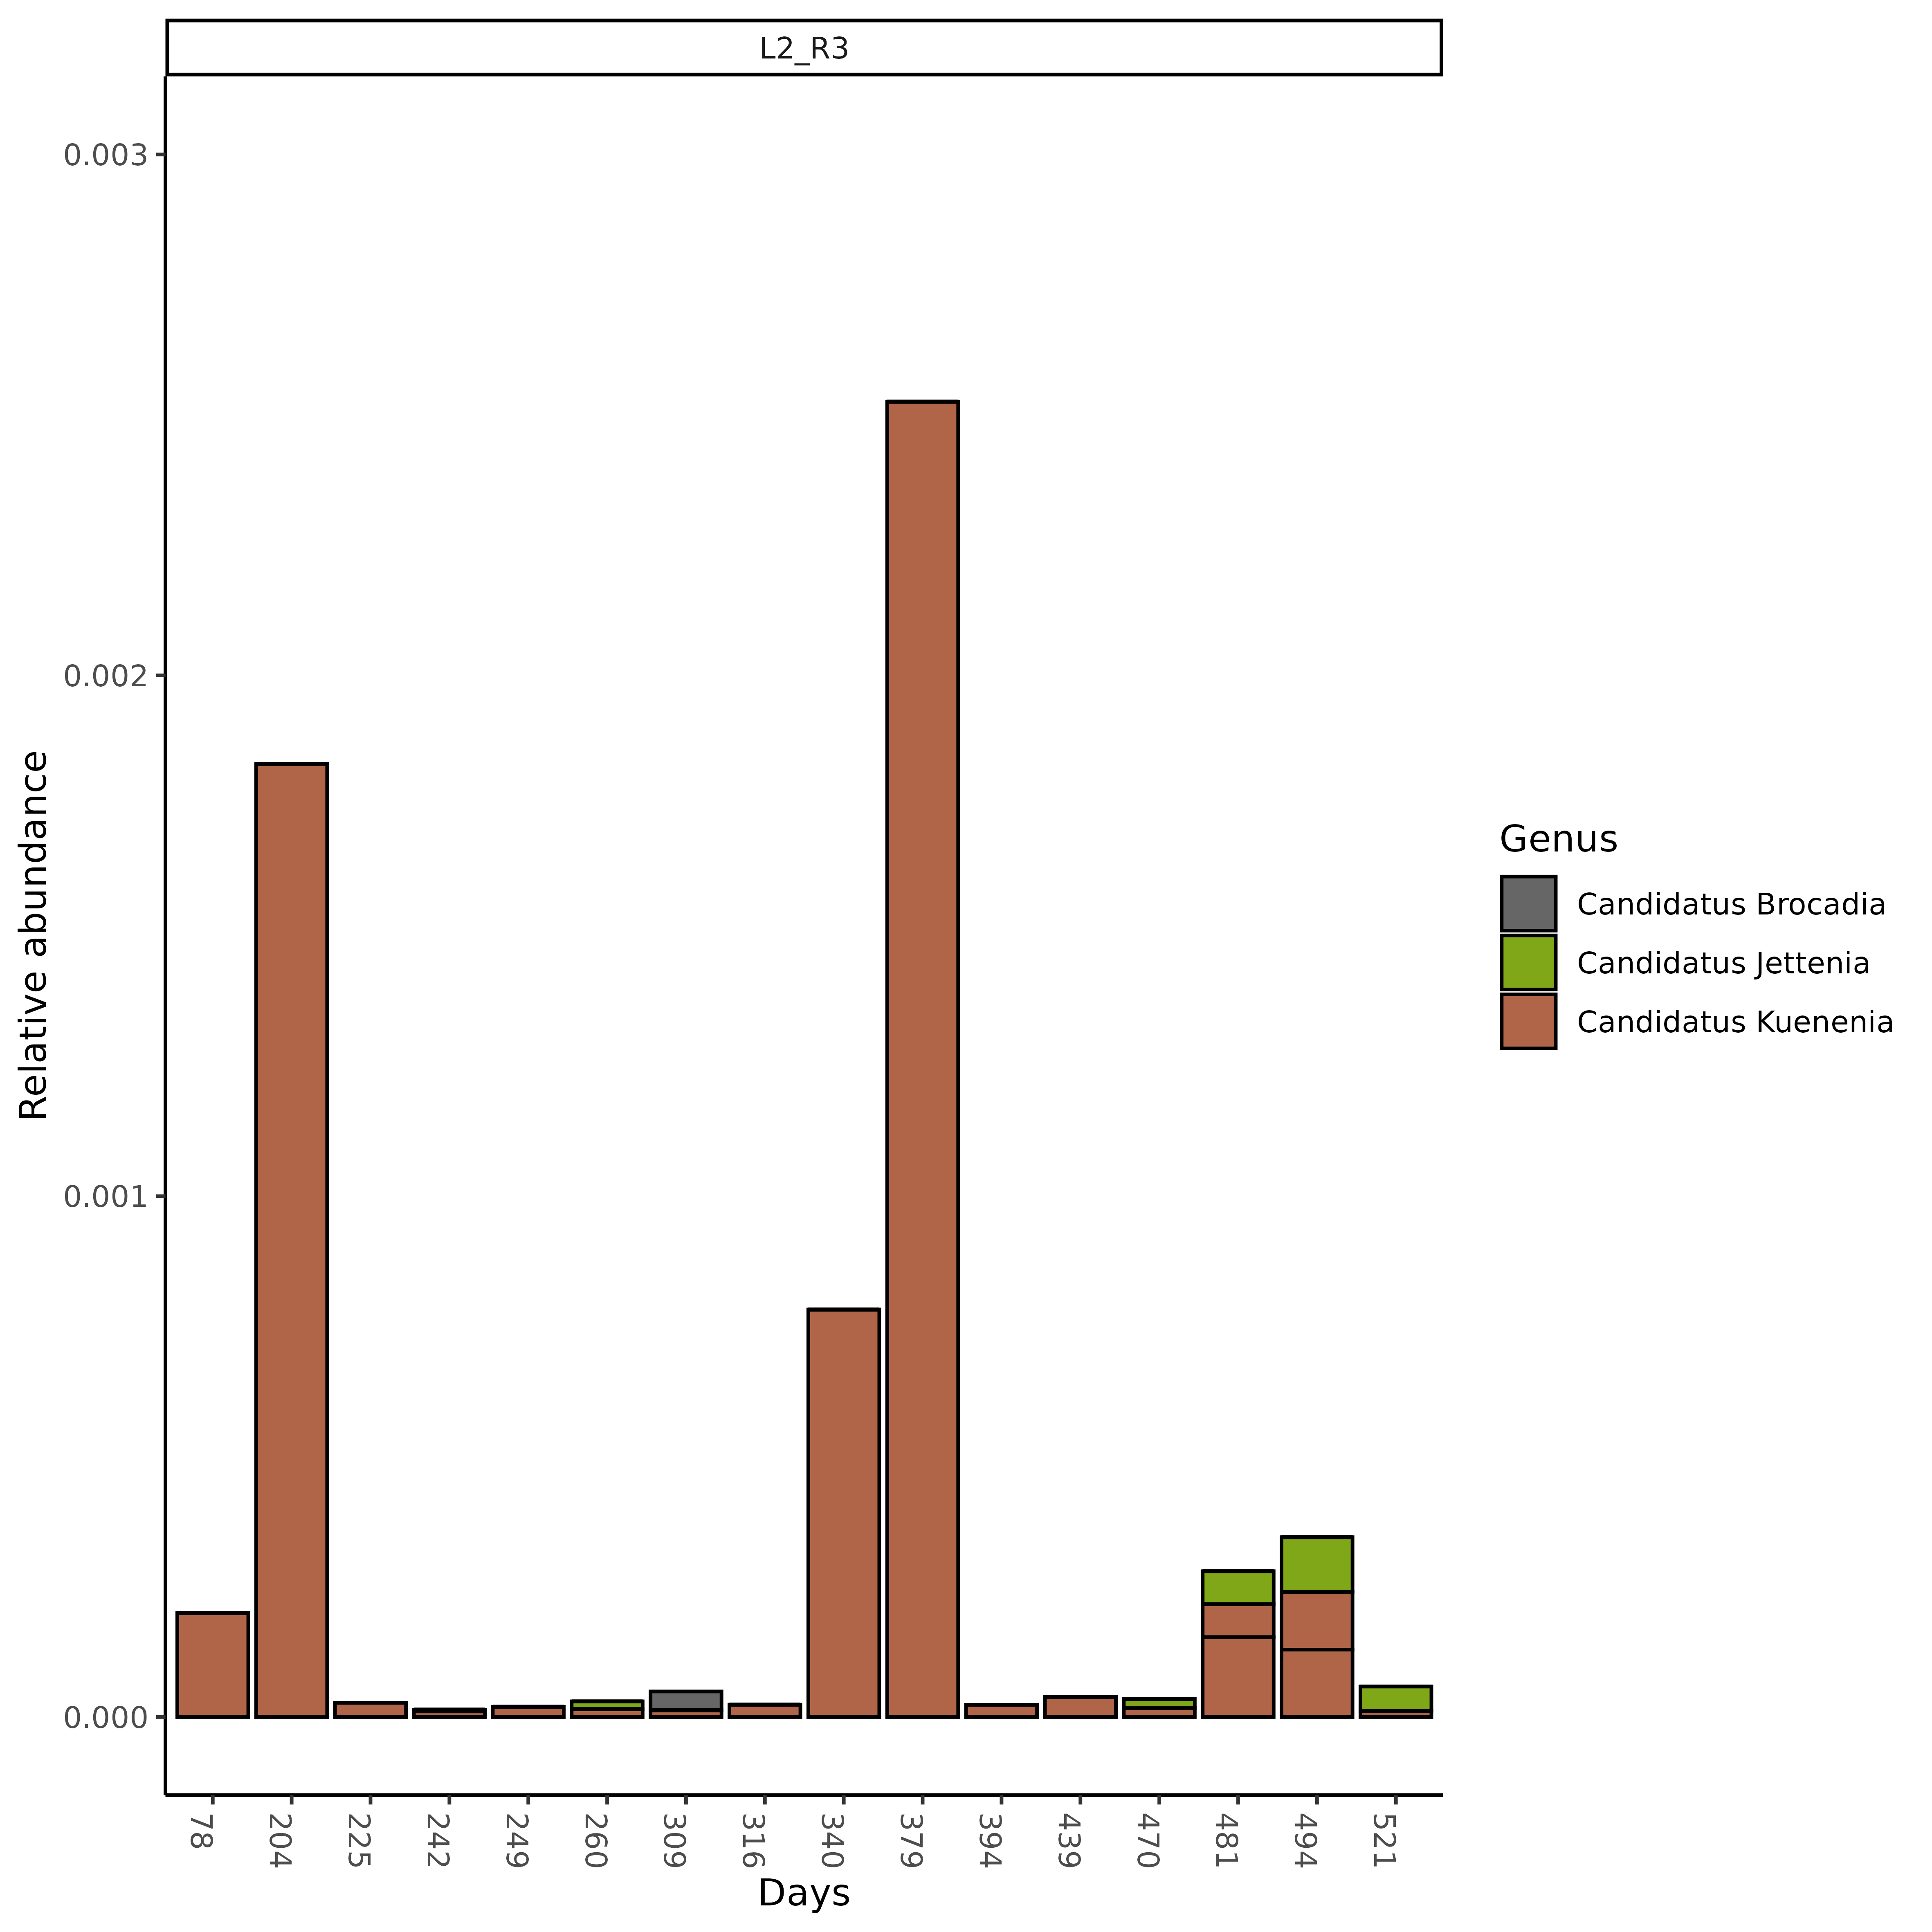 L2_R3
0.003
0.002
0.001
0.000
Relative abundance
78
204
225
242
249
260
309
316
340
379
394
439
470
481
494
521
Days
Genus
Candidatus Brocadia
Candidatus Jettenia
Candidatus Kuenenia